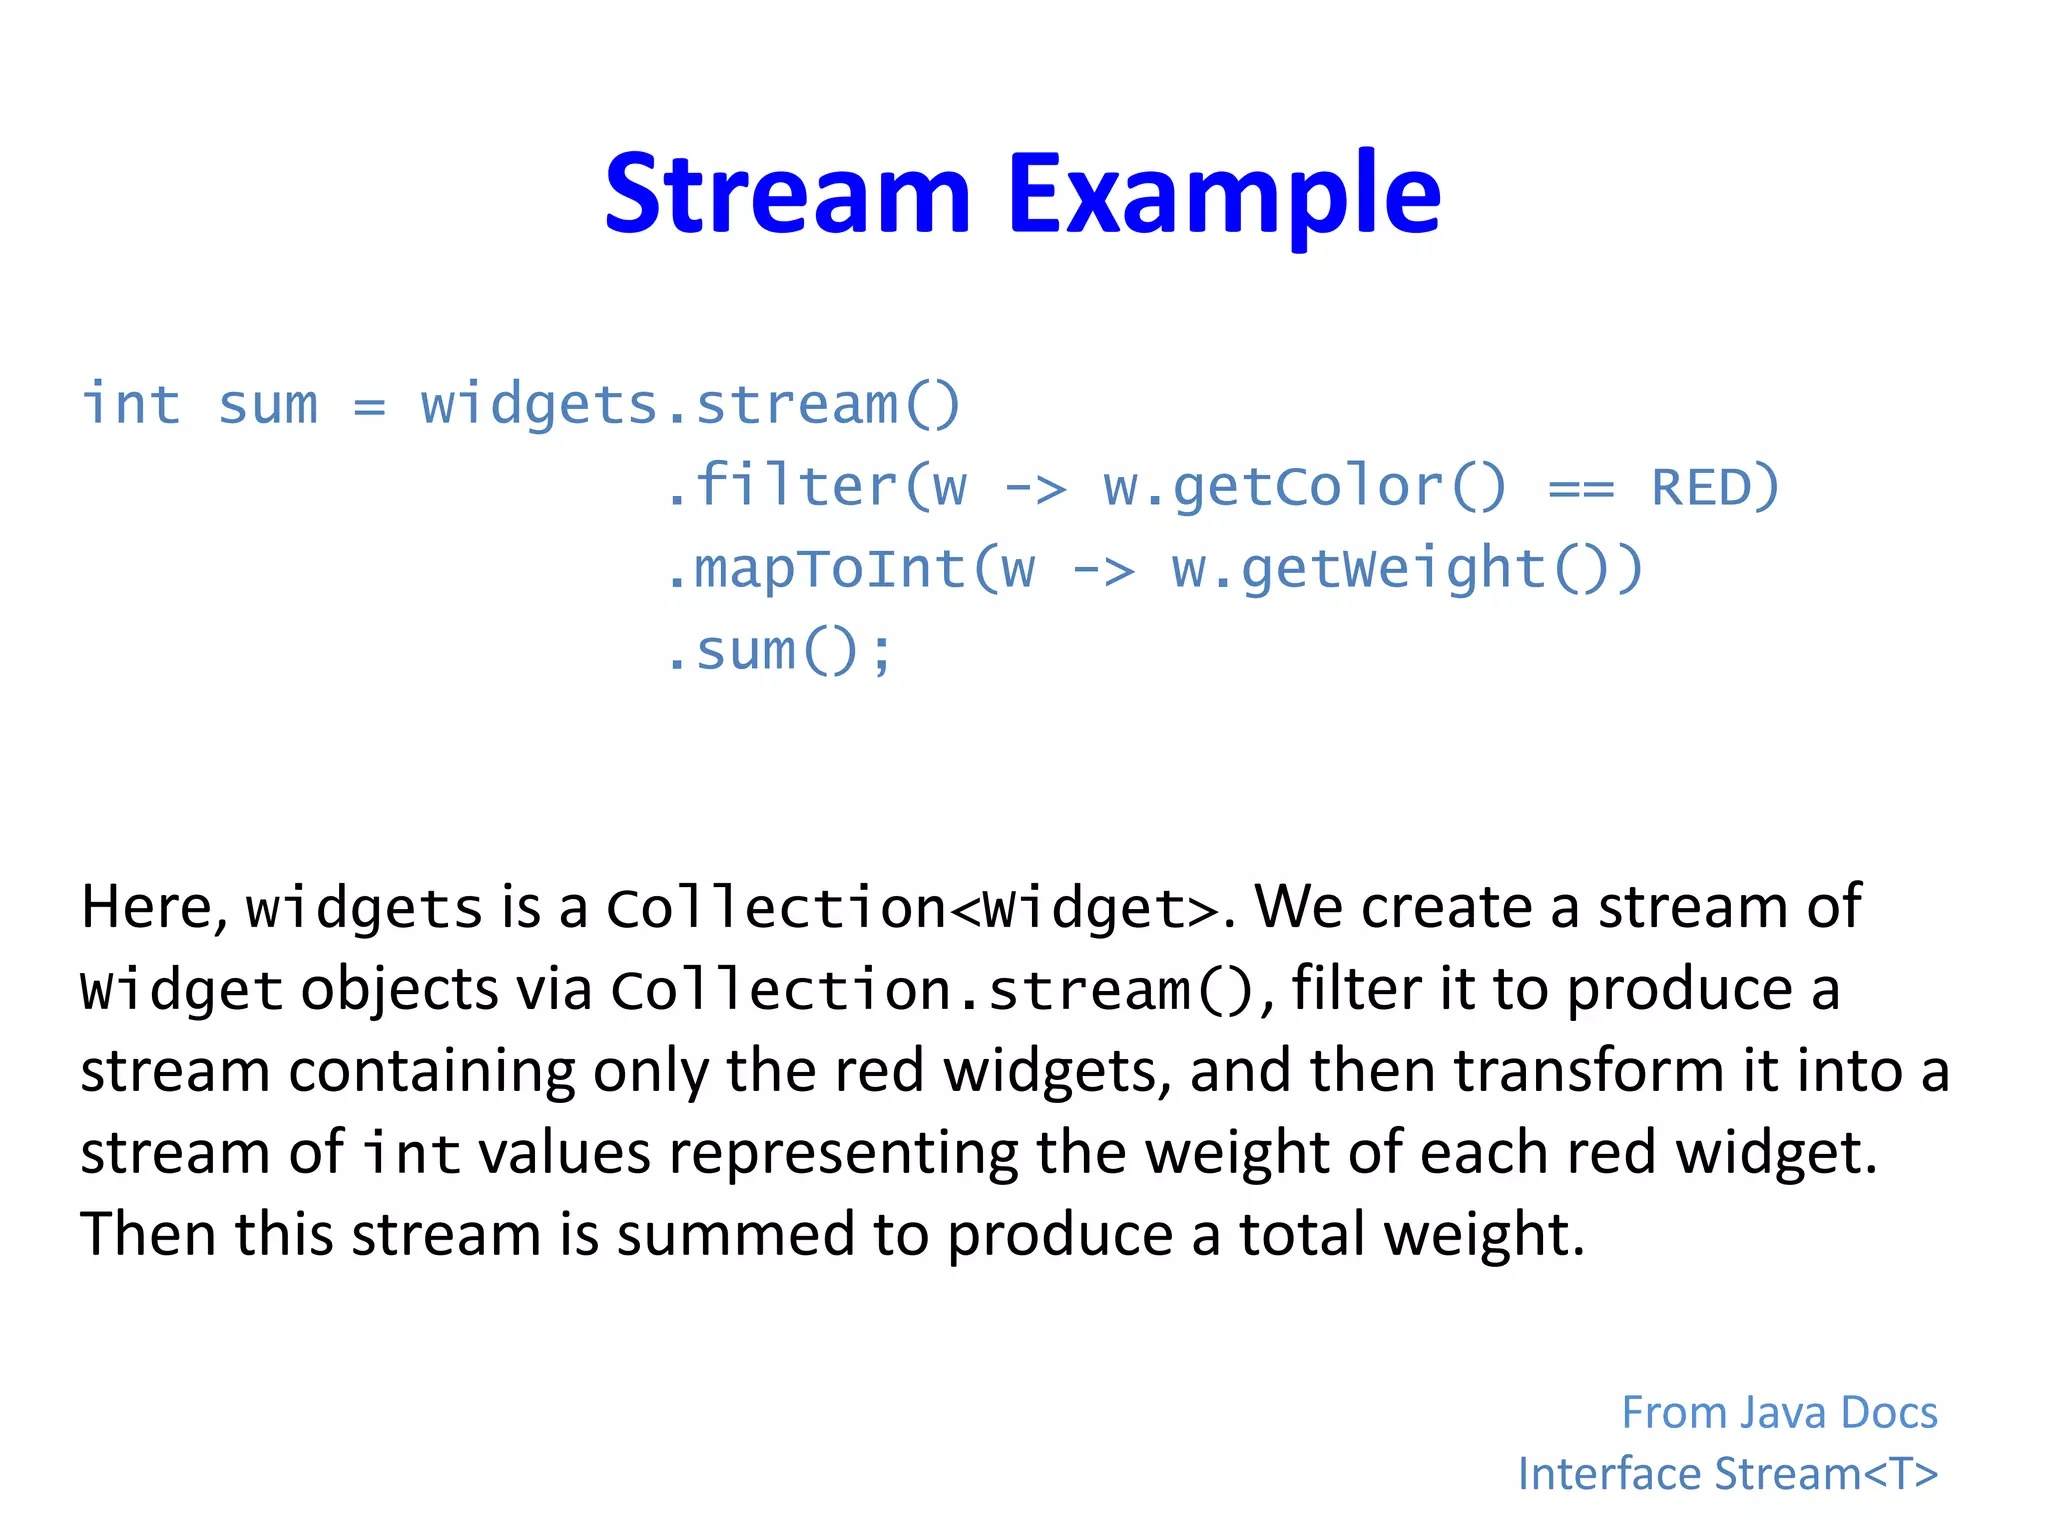 Stream Example
int sum = widgets.stream()
.filter(w -> w.getColor() == RED)
.mapToInt(w -> w.getWeight())
.sum();
Here, widgets is a Collection<Widget>. We create a stream of
Widget objects via Collection.stream(), filter it to produce a
stream containing only the red widgets, and then transform it into a
stream of int values representing the weight of each red widget.
Then this stream is summed to produce a total weight.
From Java Docs
Interface Stream<T>